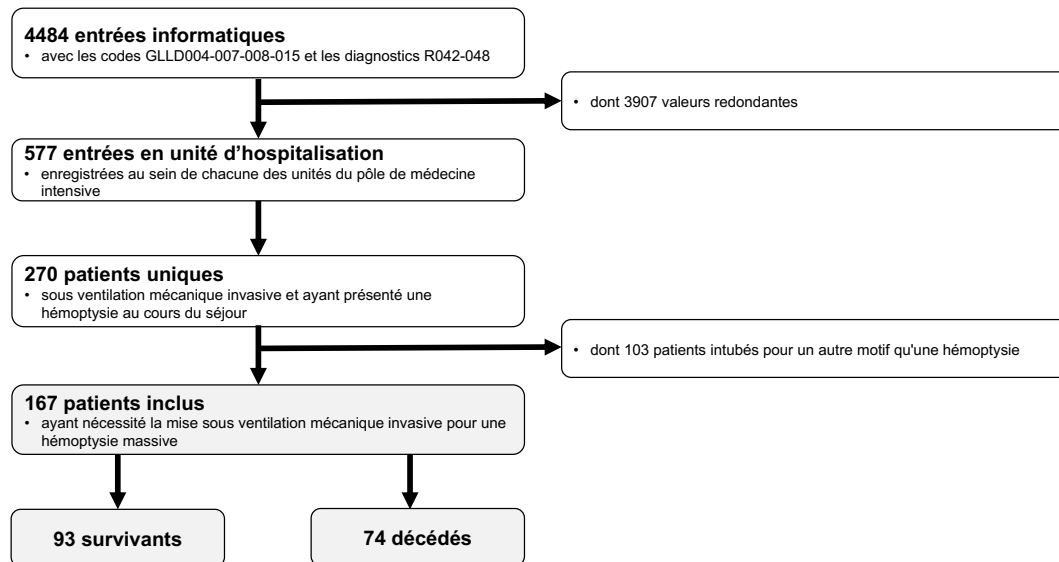 4484 entrées informatiques
• avec les codes GLLD004-007-008-015 et les diagnostics R042-048
• dont 3907 valeurs redondantes
577 entrées en unité d'hospitalisation
• enregistrées au sein de chacune des unités du pôle de médecine
intensive
270 patients uniques
• sous ventilation mécanique invasive et ayant présenté une
hémoptysie au cours du séjour
• dont 103 patients intubés pour un autre motif qu'une hémoptysie
167 patients inclus
• ayant nécessité la mise sous ventilation mécanique invasive pour une
hémoptysie massive
93 survivants
74 décédés